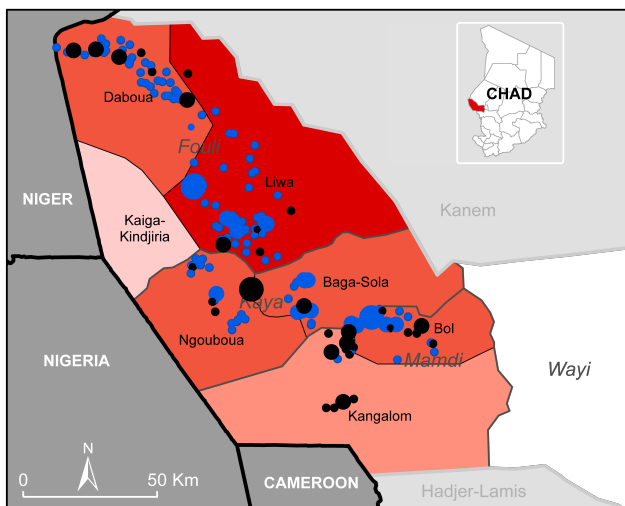 CHAD
Daboua
Fouli
Liwa
NIGER
Kanem
Kaiga-
Kindjiria
Baga-Sola
Kaya
Ngouboua
Bol
NIGERIA
Mamdi
Wayi
Kangalom
N
0 50 Km
CAMEROON
Hadjer-Lamis